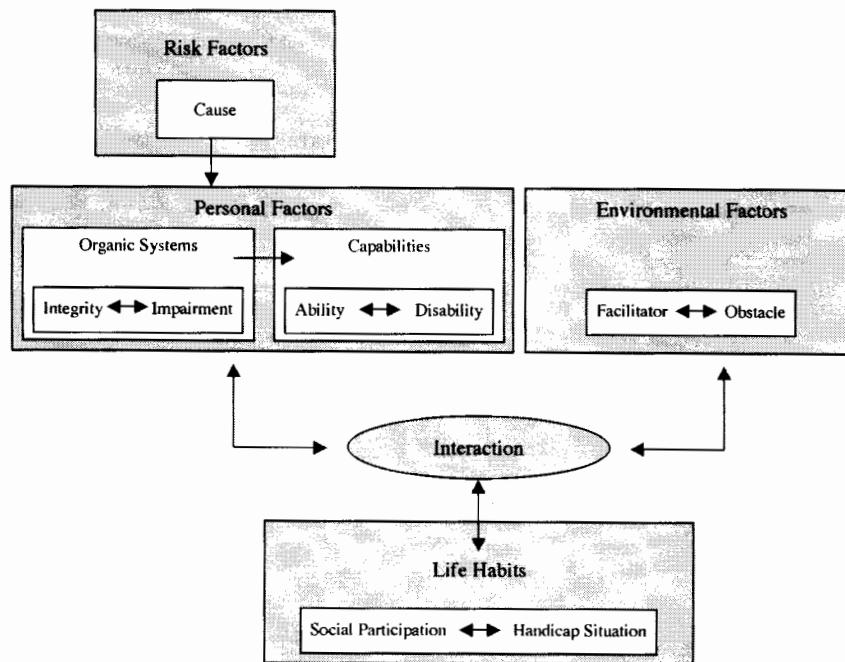 Risk Factors
Cause
Personal Factors
Organic Systems
Capabilities
Integrity Impairment
Ability Disability
Environmental Factors
Facilitator Obstacle
Interaction
Life Habits
Social Participation Handicap Situation